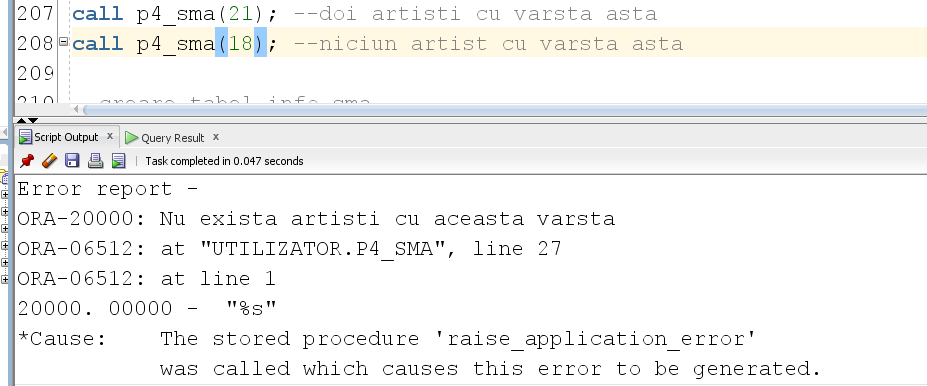 207 call p4_sma(21); --doi artisti cu varsta asta
208 call p4_sma(18); --niciun artist cu varsta asta
209
210
Script Output x Query Result x
Task completed in 0.047 seconds
Error report -
ORA-20000: Nu exista artisti cu aceasta varsta
ORA-06512: at "UTILIZATOR.P4_SMA", line 27
ORA-06512: at line 1
20000. 00000 - "%s"
*Cause: The stored procedure 'raise_application_error'
was called which causes this error to be generated.